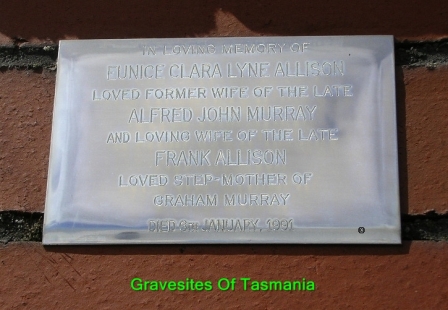 IN LOVING MEMORY OF
EUNICE CLARA LYNE ALLISON
LOVED FORMER WIFE OF THE LATE
ALFRED JOHN MURRAY
AND LOVING WIFE OF THE LATE
FRANK ALLISON
LOVED STEP-MOTHER OF
GRAHAM MURRAY
DIED JANUARY, 1991
Gravesites Of Tasmania